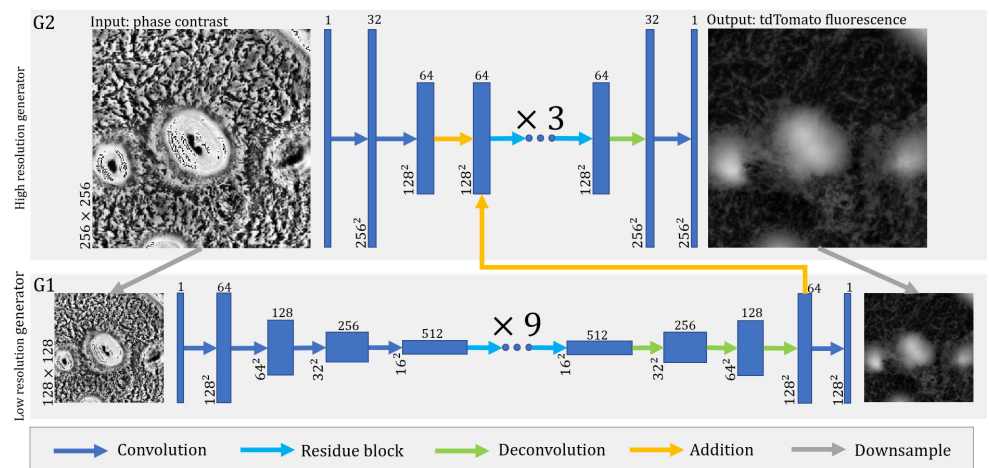 G2
Input: phase contrast
1
32
32
1
Output: tdTomato fluorescence
High resolution generator
64
64
64
× 3
256 × 256
256²
128²
128²
128²
256²
256²
G1
Low resolution generator
1
64
128
256
512
× 9
512
256
128
64
1
128 × 128
128²
64²
32²
16²
16²
32²
64²
128²
128²
Convolution
Residue block
Deconvolution
Addition
Downsample